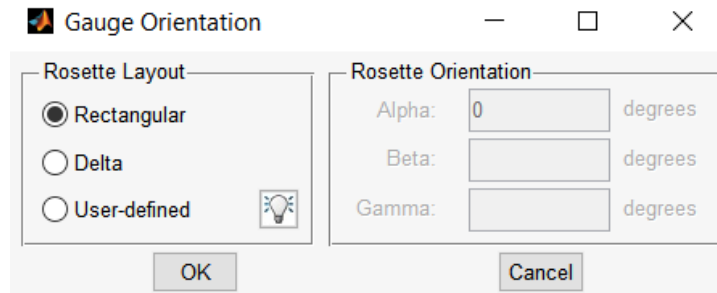 Gauge Orientation
Rosette Layout
Rectangular
Delta
User-defined
Rosette Orientation
Alpha: 0 degrees
Beta: degrees
Gamma: degrees
OK
Cancel